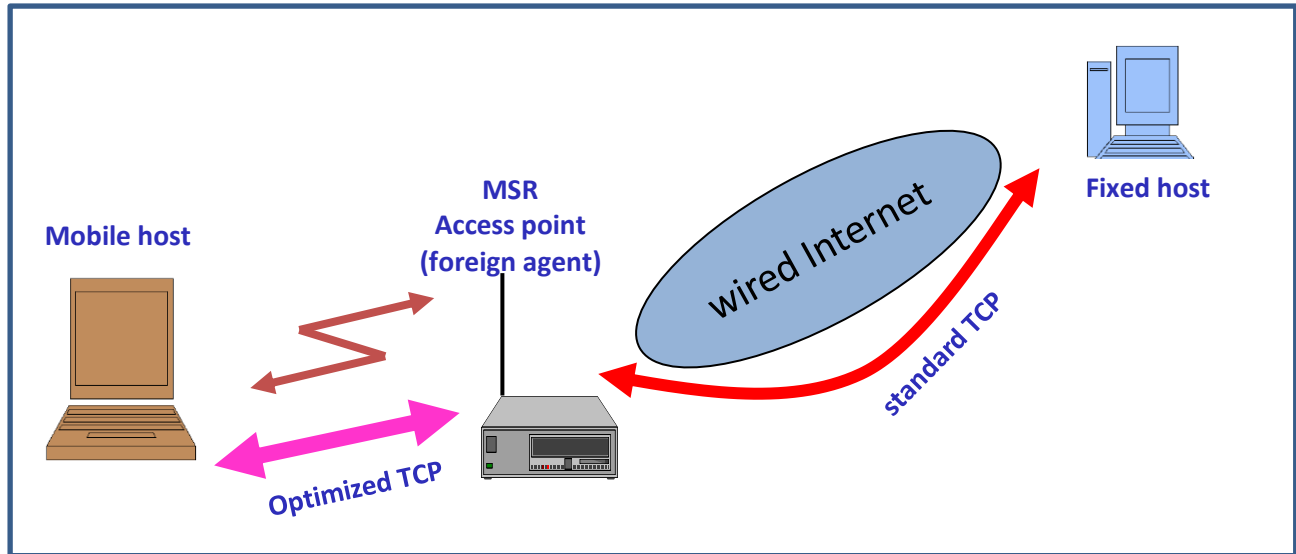 Mobile host
MSR
Access point
(foreign agent)
wired Internet
Fixed host
standard TCP
Optimized TCP